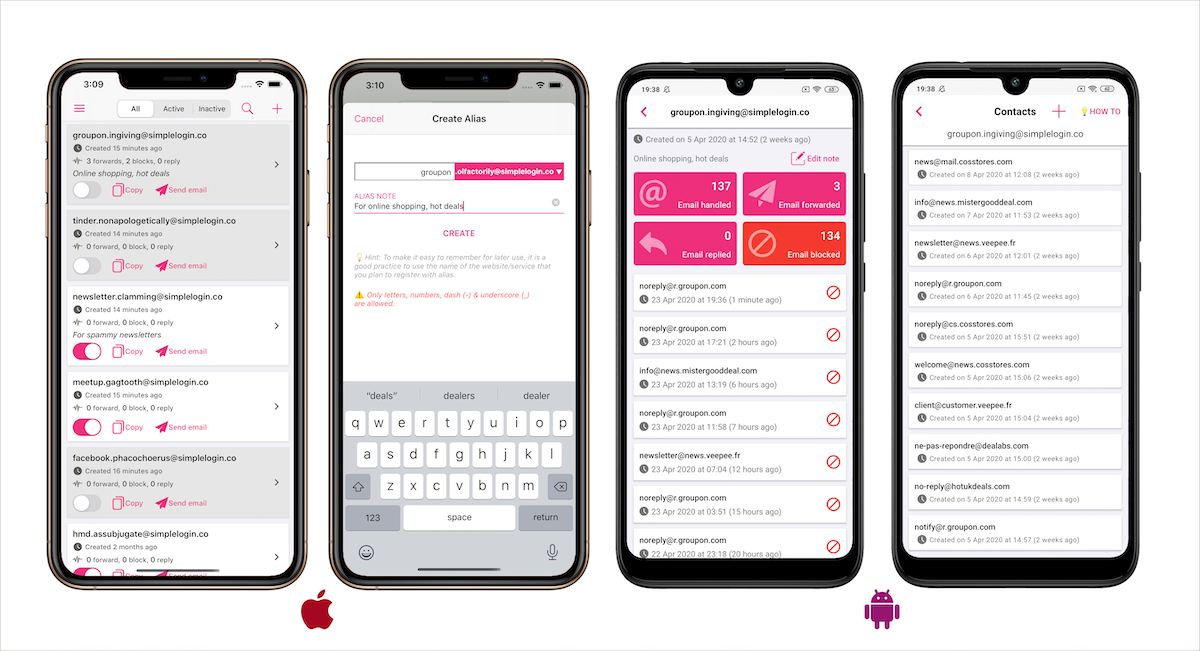 3:09
All
Active
Inactive
groupon.ingiving@simplelogin.co
Created 15 minutes ago
3 forwards, 2 blocks, 0 reply
Online shopping, hot deals
Copy
Send email
tinder.nonapologetically@simplelogin.co
Created 14 minutes ago
0 forward, 0 block, 0 reply
Copy
Send email
newsletter.clamming@simplelogin.co
Created 14 minutes ago
0 forward, 0 block, 0 reply
For spammy newsletters
Copy
Send email
meetup.gagtooth@simplelogin.co
Created 15 minutes ago
0 forward, 0 block, 0 reply
Copy
Send email
facebook.phacochoerus@simplelogin.co
Created 16 minutes ago
0 forward, 0 block, 0 reply
Copy
Send email
hmd.assubjugate@simplelogin.co
Created 2 months ago
0 forward, 0 block, 0 reply
Copy
Send email
3:10
Cancel
Create Alias
groupon
.olfactorily@simplelogin.co ▼
ALIAS NOTE
For online shopping, hot deals
CREATE
Hint: To make it easy to remember for later use, it is a
good practice to use the name of the website/service that
you plan to register with alias.
Only letters, numbers, dash (-) & underscore (_)
are allowed.
“deals”
dealers
dealer
q w e r t y u i o p
a s d f g h j k l
z x c v b n m
123
space
return
19:38
groupon.ingiving@simplelogin.co
Created on 5 Apr 2020 at 14:52 (2 weeks ago)
Online shopping, hot deals
Edit note
137
Email handled
3
Email forwarded
0
Email replied
134
Email blocked
noreply@r.groupon.com
23 Apr 2020 at 19:36 (1 minute ago)
noreply@r.groupon.com
23 Apr 2020 at 17:21 (2 hours ago)
info@news.mistergooddeal.com
23 Apr 2020 at 13:19 (6 hours ago)
noreply@r.groupon.com
23 Apr 2020 at 11:58 (7 hours ago)
newsletter@news.veepee.fr
23 Apr 2020 at 07:04 (12 hours ago)
noreply@r.groupon.com
23 Apr 2020 at 03:51 (15 hours ago)
noreply@r.groupon.com
22 Apr 2020 at 23:18 (20 hours ago)
19:38
Contacts
HOW TO
groupon.ingiving@simplelogin.co
news@mail.cosstores.com
Created on 8 Apr 2020 at 12:08 (2 weeks ago)
info@news.mistergooddeal.com
Created on 7 Apr 2020 at 11:53 (2 weeks ago)
newsletter@news.veepee.fr
Created on 6 Apr 2020 at 12:01 (2 weeks ago)
noreply@r.groupon.com
Created on 6 Apr 2020 at 11:45 (2 weeks ago)
noreply@cs.cosstores.com
Created on 5 Apr 2020 at 15:51 (2 weeks ago)
welcome@news.cosstores.com
Created on 5 Apr 2020 at 15:06 (2 weeks ago)
client@customer.veepee.fr
Created on 5 Apr 2020 at 15:04 (2 weeks ago)
ne-pas-repondre@dealabs.com
Created on 5 Apr 2020 at 15:00 (2 weeks ago)
no-reply@hotukdeals.com
Created on 5 Apr 2020 at 14:59 (2 weeks ago)
notify@r.groupon.com
Created on 5 Apr 2020 at 14:57 (2 weeks ago)